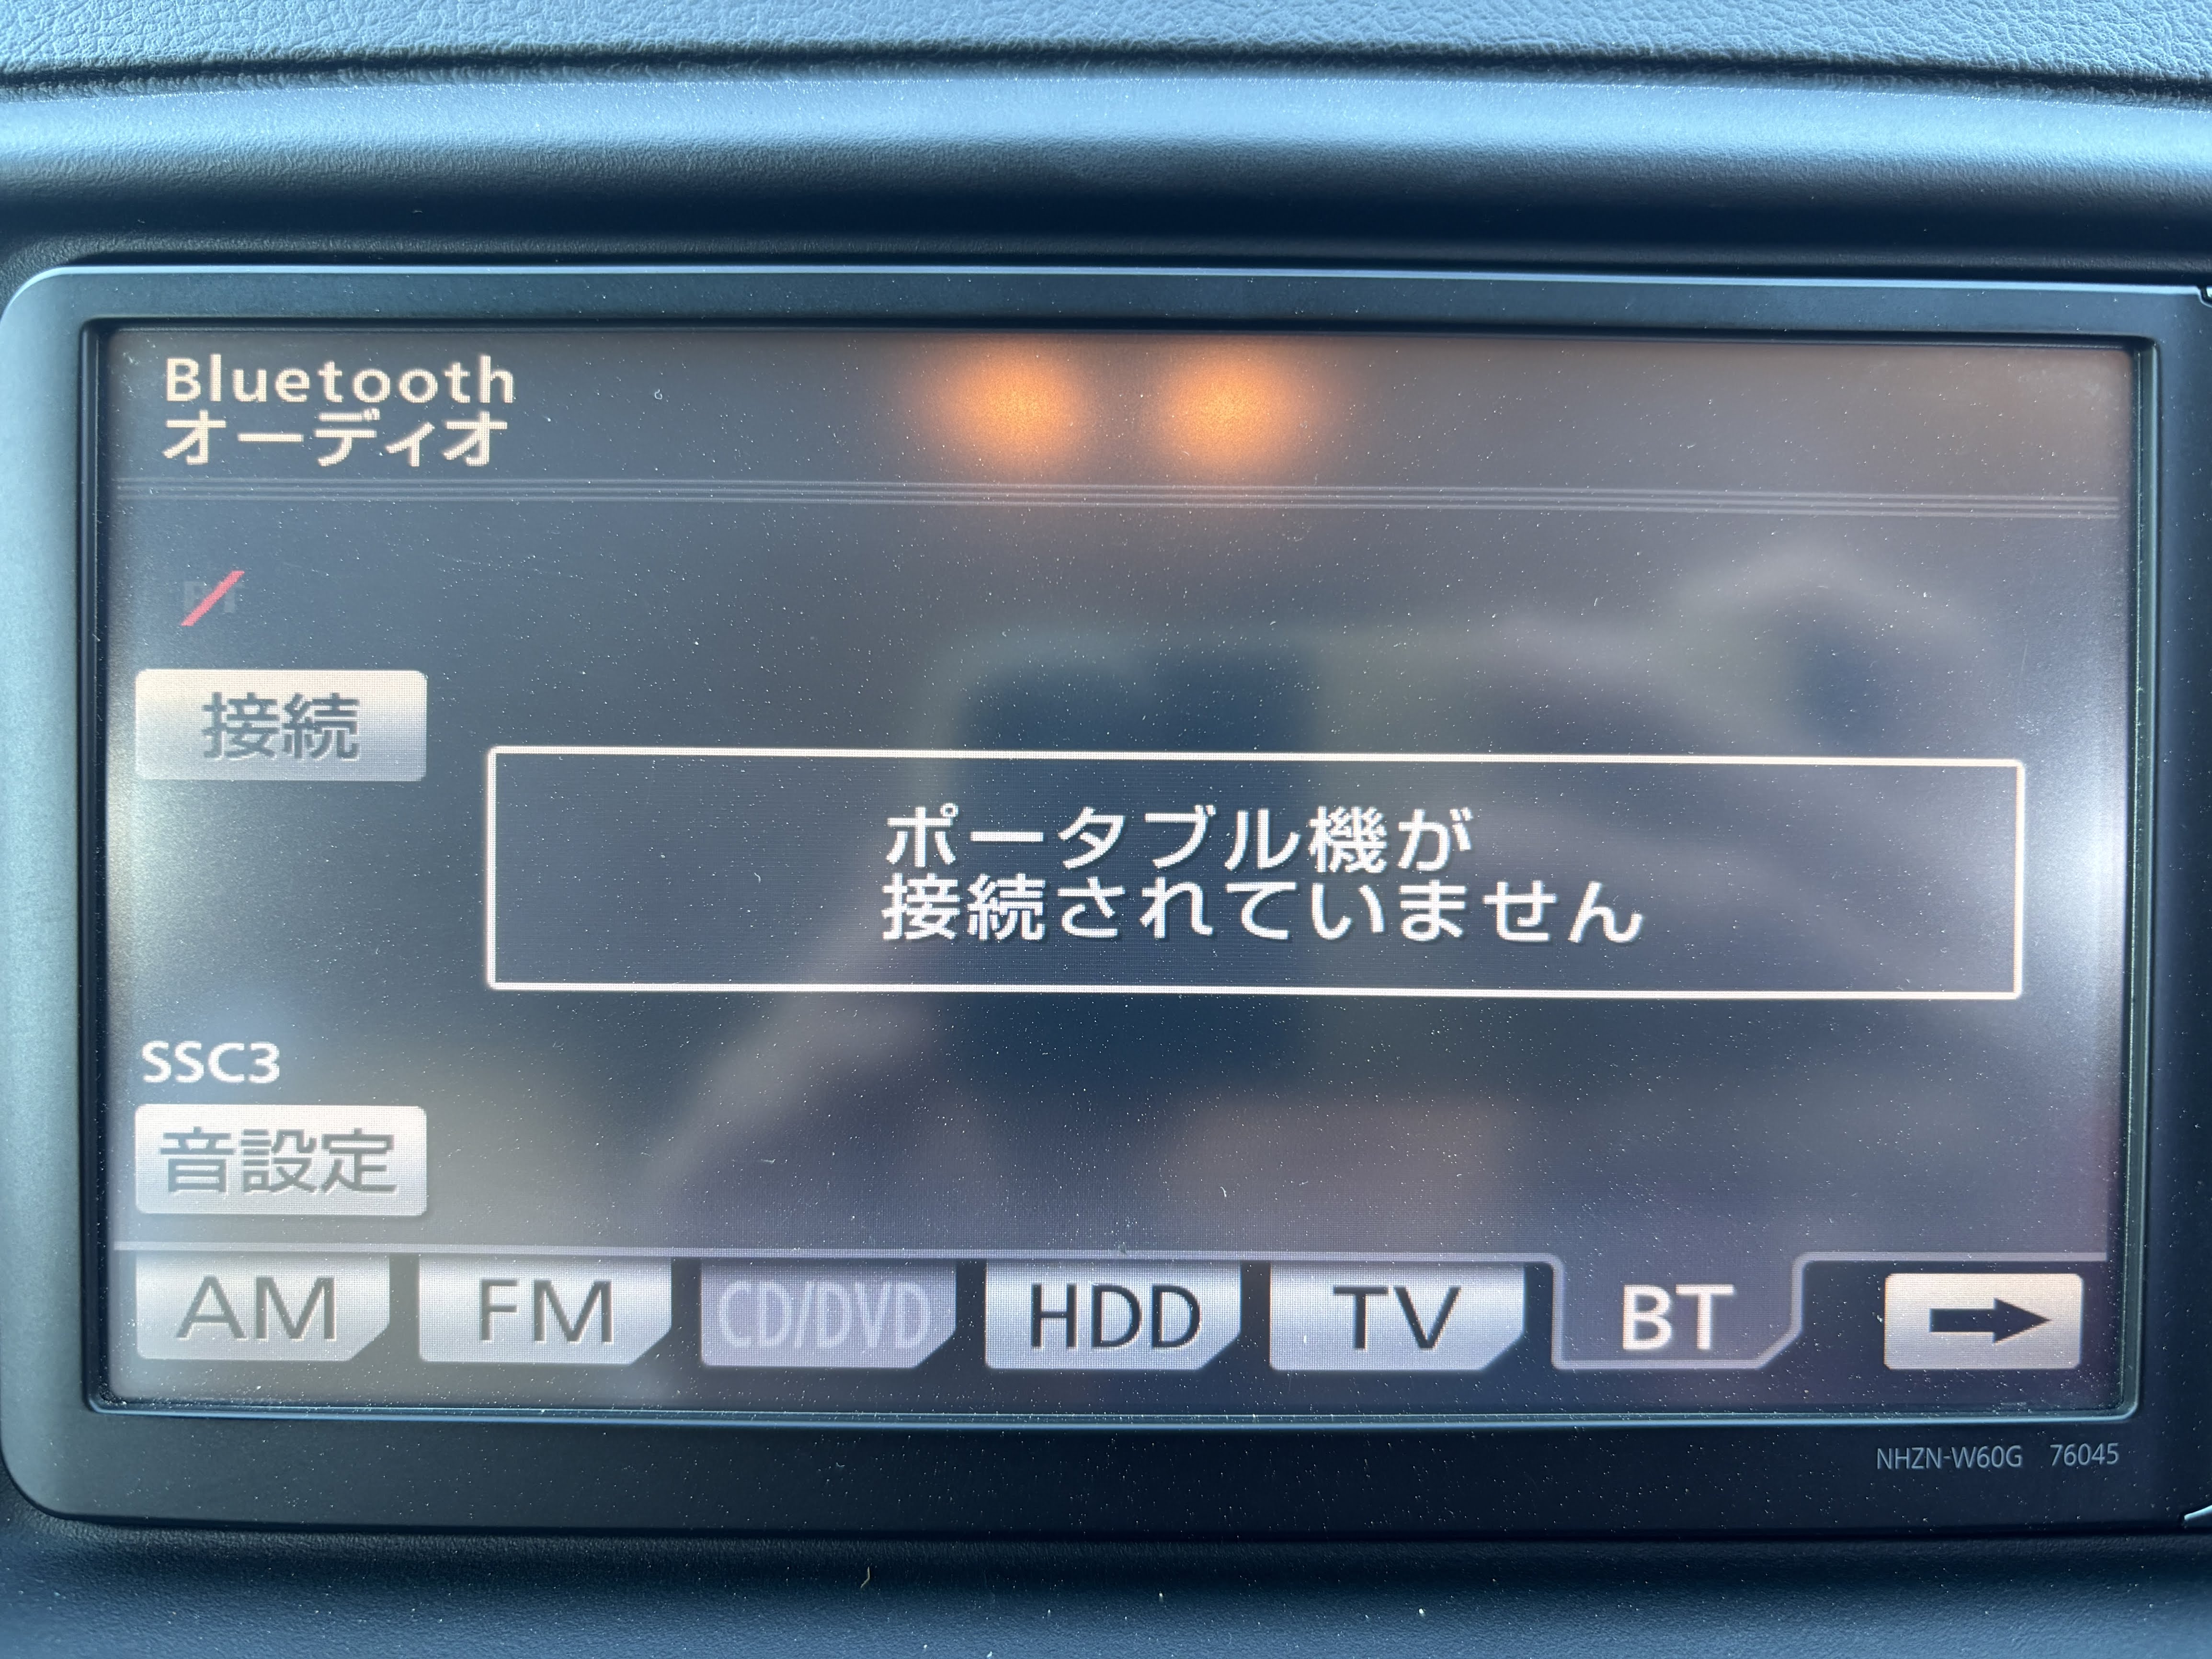 Bluetooth
オーディオ
接続
ポータブル機が
接続されていません
SSC3
音設定
AM FM CD/DVD HDD TV BT
NHZN-W60G 76045